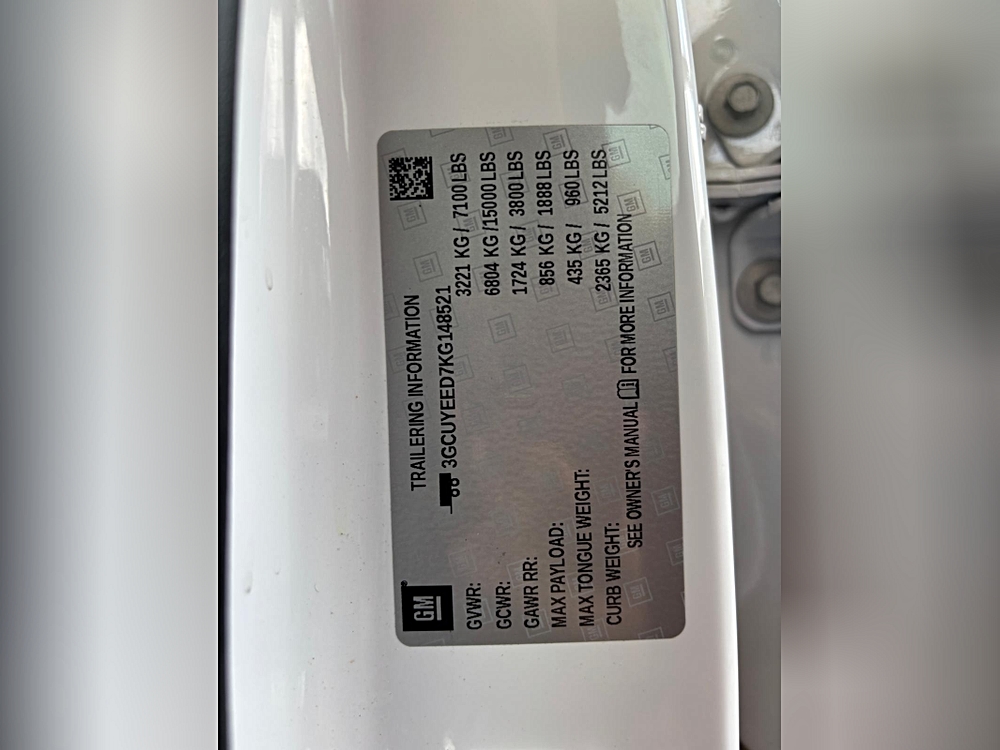 GM
TRAILERING INFORMATION
3GCUYEED7KG148521
GVWR: 3221 KG / 7100 LBS
GCWR: 6804 KG /15000 LBS
GAWR RR: 1724 KG / 3800 LBS
MAX PAYLOAD: 856 KG / 1888 LBS
MAX TONGUE WEIGHT: 435 KG / 960 LBS
CURB WEIGHT: 2365 KG / 5212 LBS
SEE OWNER'S MANUAL FOR MORE INFORMATION